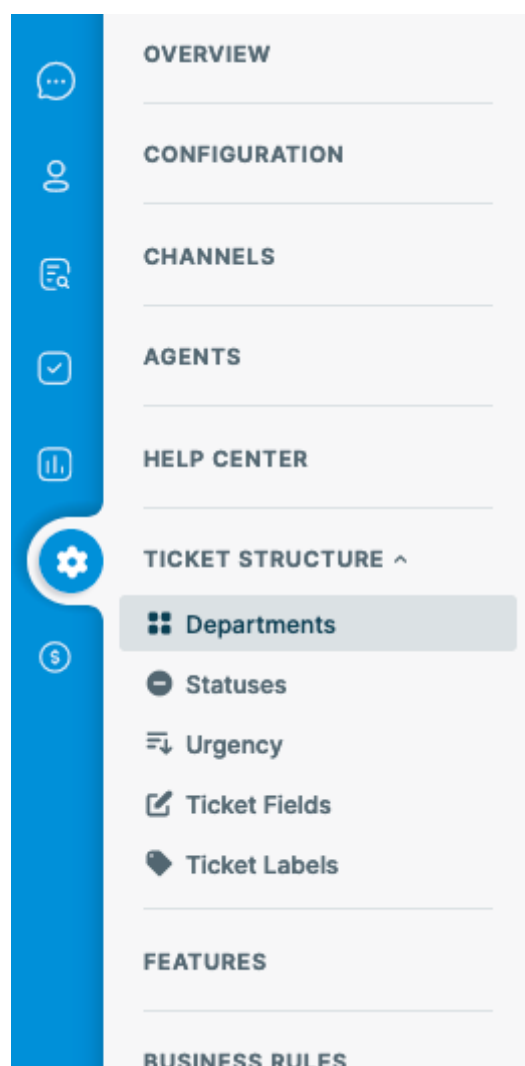 OVERVIEW
CONFIGURATION
CHANNELS
AGENTS
HELP CENTER
TICKET STRUCTURE
Departments
Statuses
Urgency
Ticket Fields
Ticket Labels
FEATURES
BUSINESS RULES